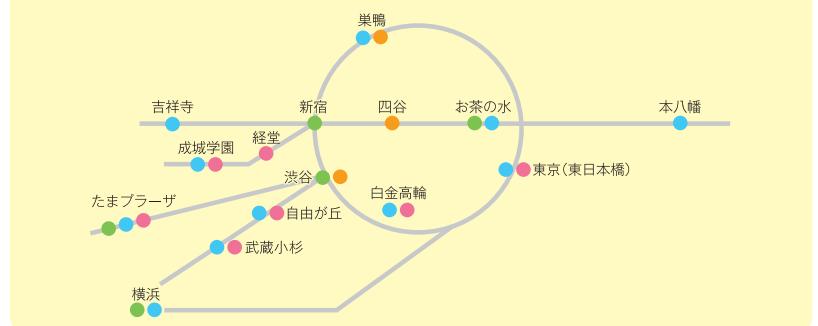 巣鴨
吉祥寺
新宿
四谷
お茶の水
本八幡
成城学園
経堂
渋谷
東京(東日本橋)
白金高輪
たまプラーザ
自由が丘
武蔵小杉
横浜